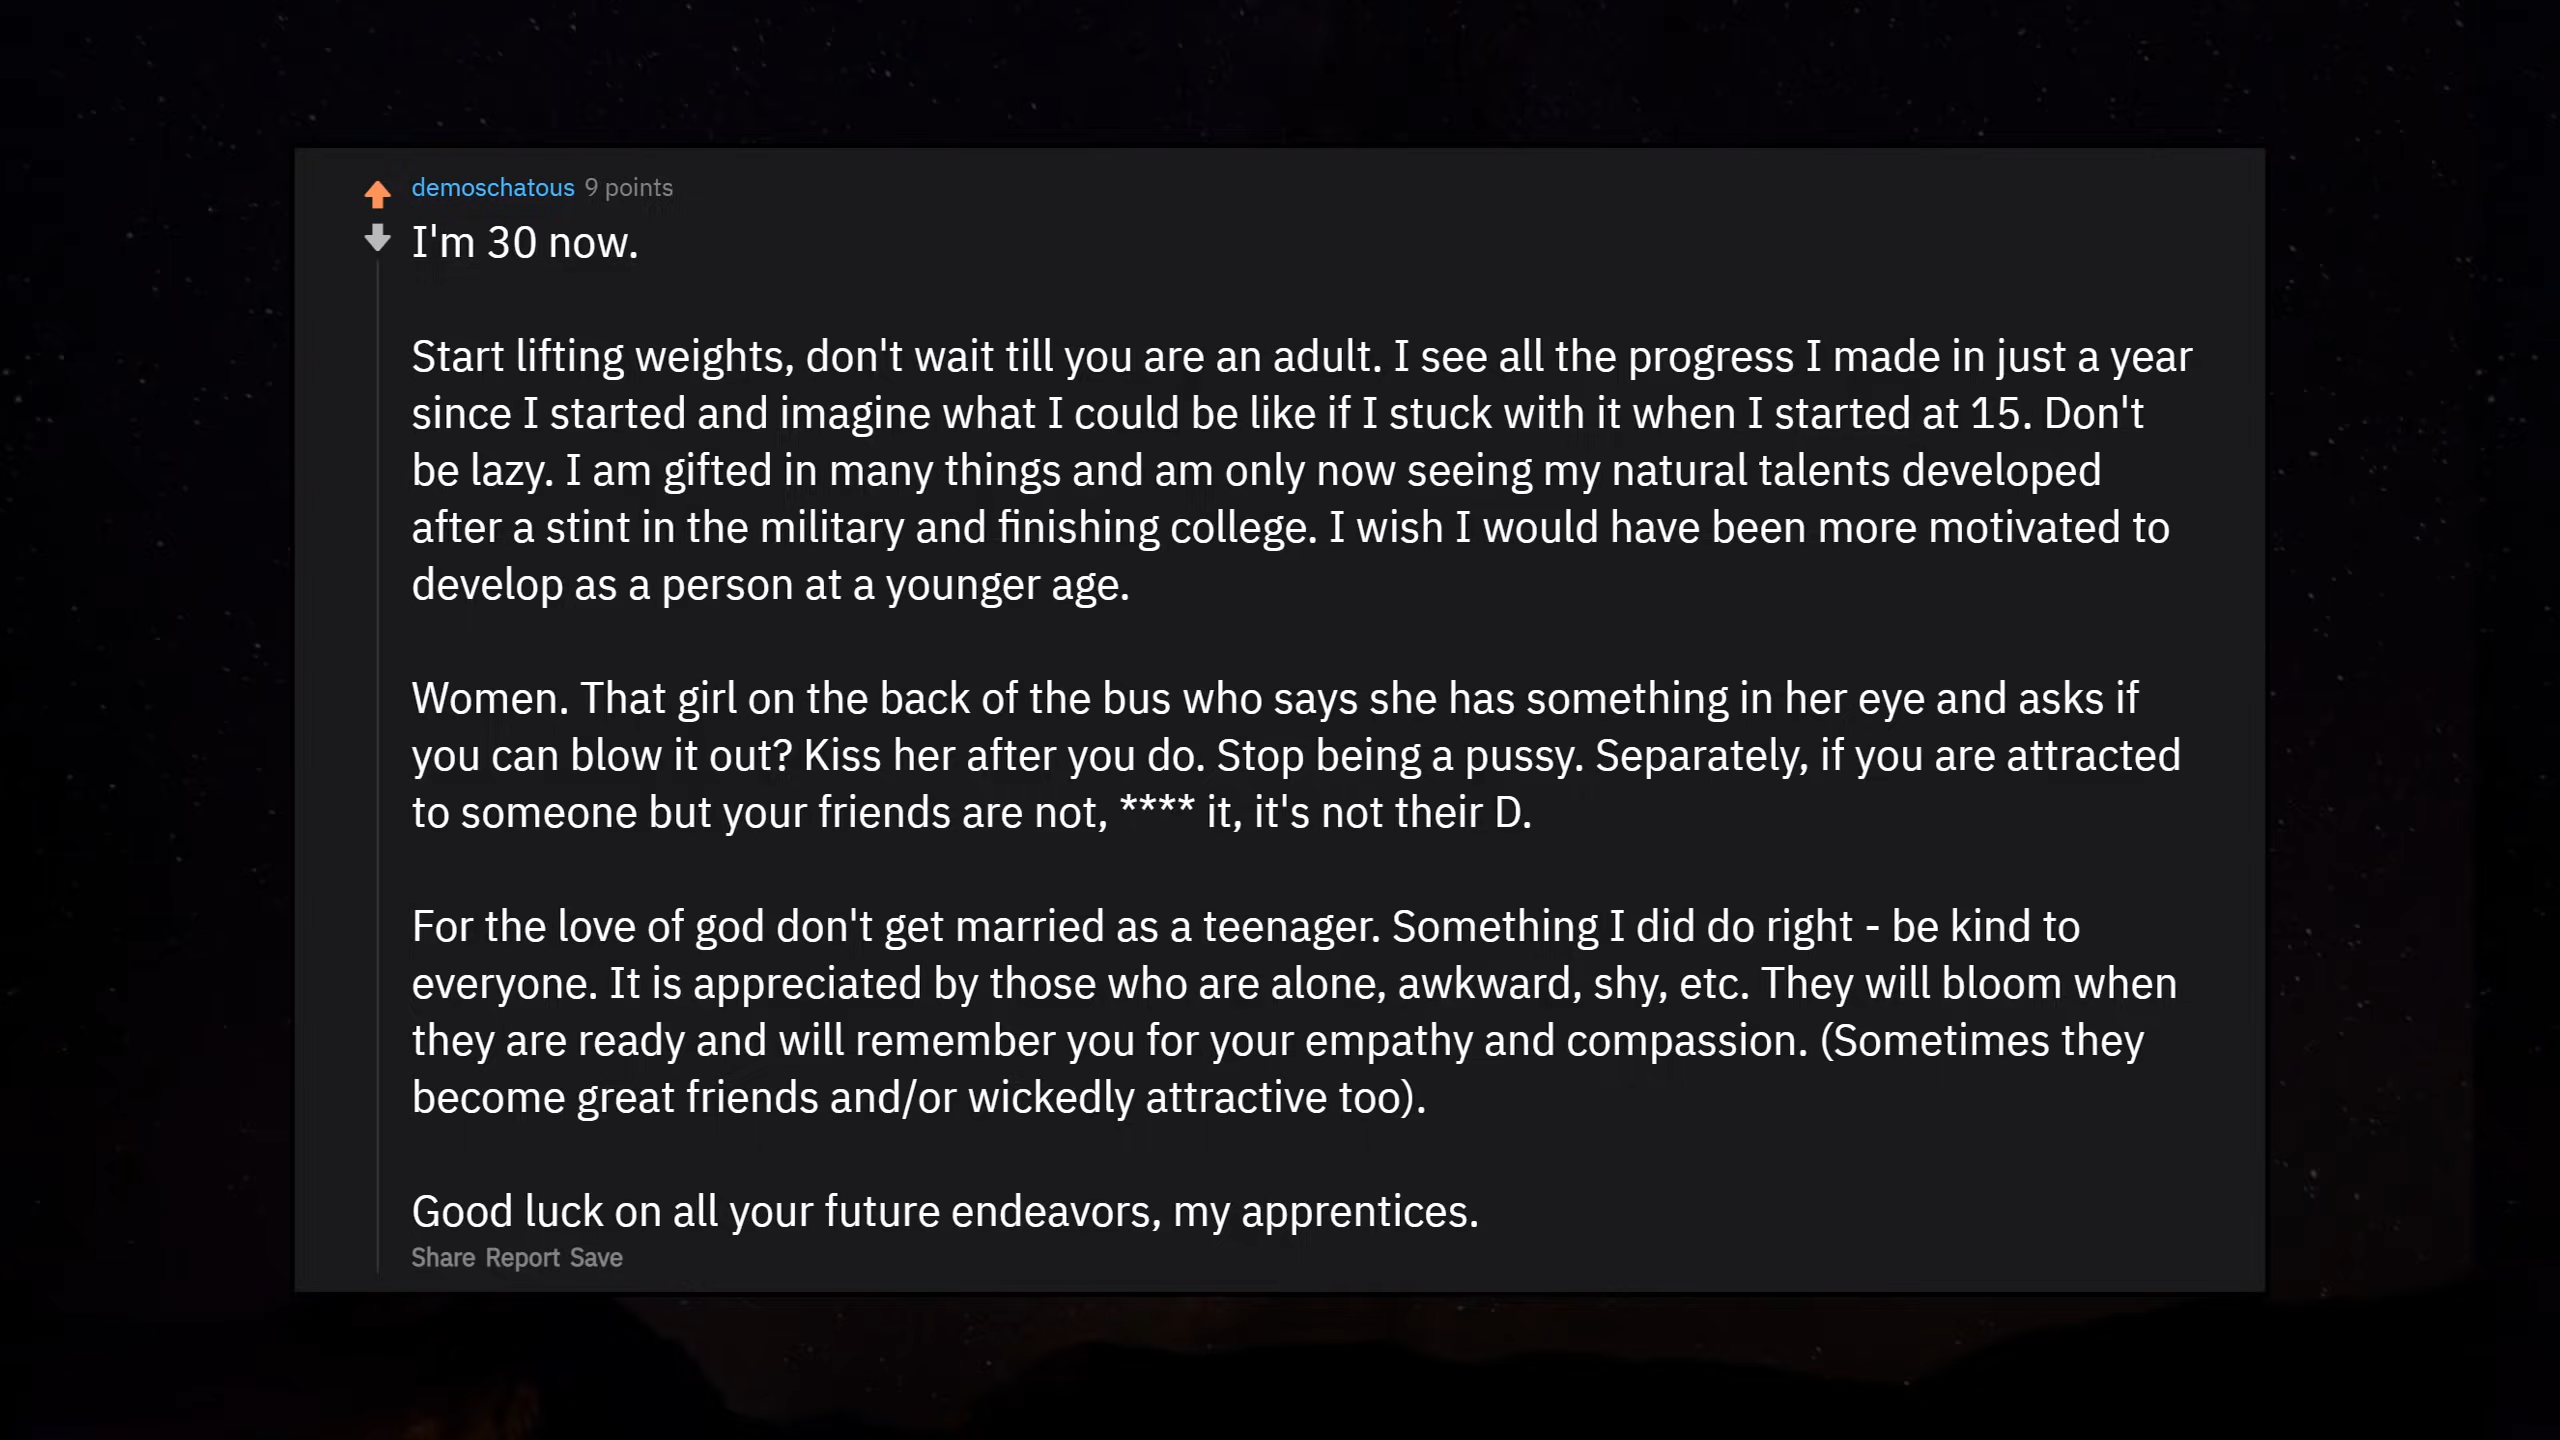 demoschatous 9 points
I'm 30 now.
Start lifting weights, don't wait till you are an adult. I see all the progress I made in just a year
since I started and imagine what I could be like if I stuck with it when I started at 15. Don't
be lazy. I am gifted in many things and am only now seeing my natural talents developed
after a stint in the military and finishing college. I wish I would have been more motivated to
develop as a person at a younger age.
Women. That girl on the back of the bus who says she has something in her eye and asks if
you can blow it out? Kiss her after you do. Stop being a pussy. Separately, if you are attracted
to someone but your friends are not, **** it, it's not their D.
For the love of god don't get married as a teenager. Something I did do right - be kind to
everyone. It is appreciated by those who are alone, awkward, shy, etc. They will bloom when
they are ready and will remember you for your empathy and compassion. (Sometimes they
become great friends and/or wickedly attractive too).
Good luck on all your future endeavors, my apprentices.
Share Report Save